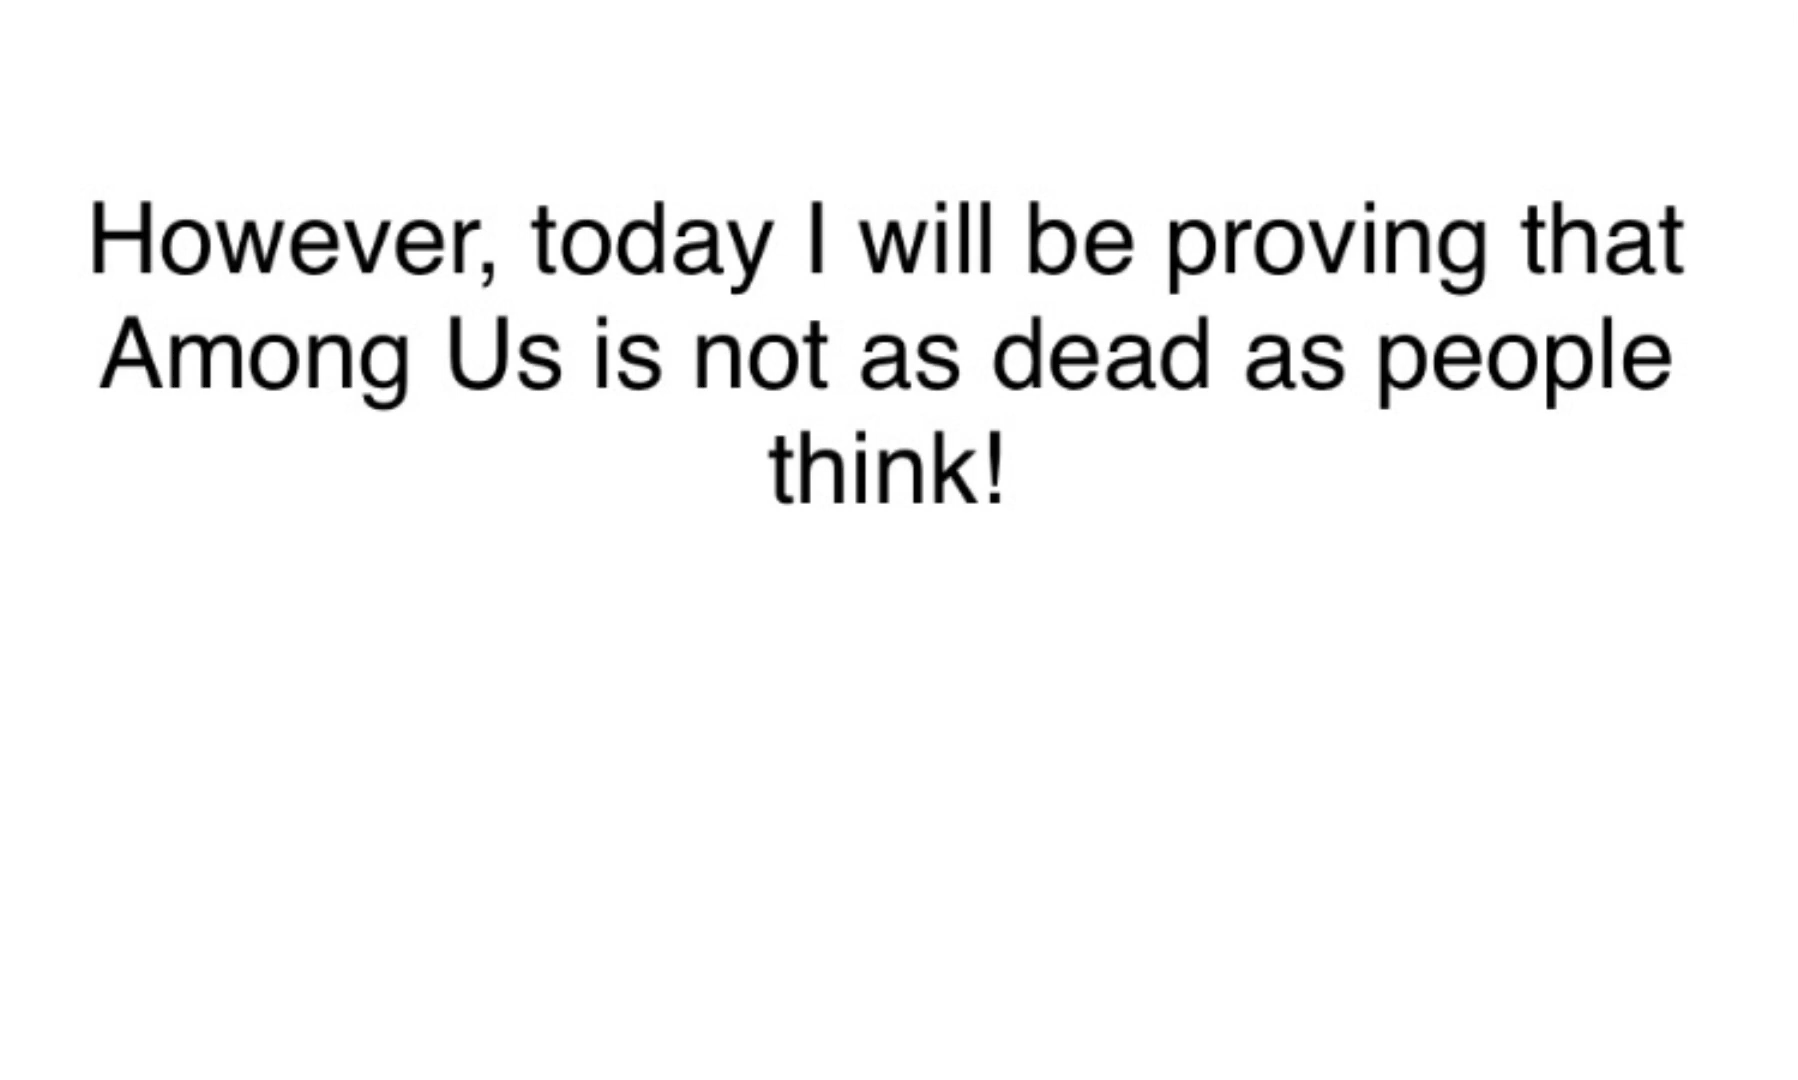 However, today I will be proving that
Among Us is not as dead as people
think!